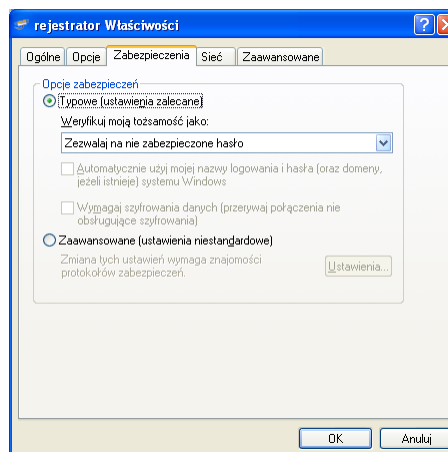 rejestrator Właściwości
Ogólne Opcje Zabezpieczenia Sieć Zaawansowane
Opcje zabezpieczeń
Typowe (ustawienia zalecane)
Weryfikuj moją tożsamość jako:
Zezwalaj na nie zabezpieczone hasło
Automatycznie użyj mojej nazwy logowania i hasła (oraz domeny,
jeżeli istnieje) systemu Windows
Wymagaj szyfrowania danych (przerywaj połączenia nie
obsługujące szyfrowania)
Zaawansowane (ustawienia niestandardowe)
Zmiana tych ustawień wymaga znajomości
protokołów zabezpieczeń.
Ustawienia...
OK Anuluj